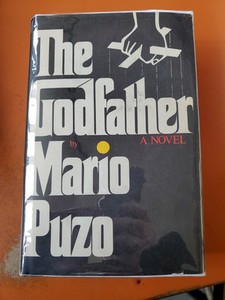 The
Godfather
A NOVEL
by
Mario
Puzo